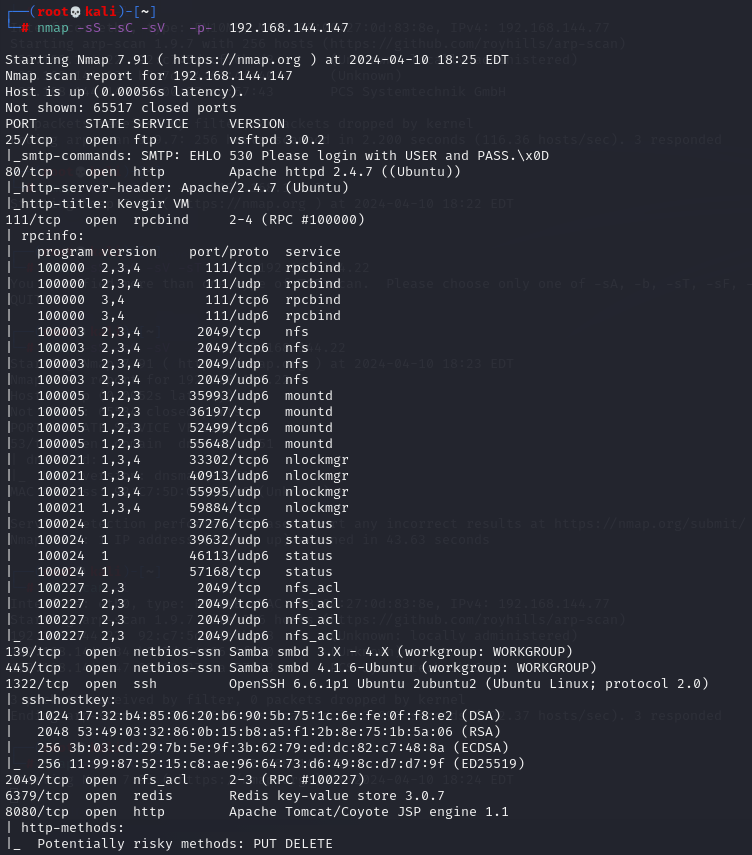 ┌──(root💀kali)-[~]
└─# nmap -sS -sC -sV -p- 192.168.144.147
Starting Nmap 7.91 ( https://nmap.org ) at 2024-04-10 18:25 EDT
Nmap scan report for 192.168.144.147
Host is up (0.00056s latency).
Not shown: 65517 closed ports
PORT STATE SERVICE VERSION
25/tcp open ftp vsftpd 3.0.2
|_smtp-commands: SMTP: EHLO 530 Please login with USER and PASS.\x0D
80/tcp open http Apache httpd 2.4.7 ((Ubuntu))
|_http-server-header: Apache/2.4.7 (Ubuntu)
|_http-title: Kevgir VM
111/tcp open rpcbind 2-4 (RPC #100000)
| rpcinfo:
| program version port/proto service
| 100000 2,3,4 111/tcp rpcbind
| 100000 2,3,4 111/udp rpcbind
| 100000 3,4 111/tcp6 rpcbind
| 100000 3,4 111/udp6 rpcbind
| 100003 2,3,4 2049/tcp nfs
| 100003 2,3,4 2049/tcp6 nfs
| 100003 2,3,4 2049/udp nfs
| 100003 2,3,4 2049/udp6 nfs
| 100005 1,2,3 35993/udp6 mountd
| 100005 1,2,3 36197/tcp mountd
| 100005 1,2,3 52499/tcp6 mountd
| 100005 1,2,3 55648/udp mountd
| 100021 1,3,4 33302/tcp6 nlockmgr
| 100021 1,3,4 40913/udp6 nlockmgr
| 100021 1,3,4 55995/udp nlockmgr
| 100021 1,3,4 59884/tcp nlockmgr
| 100024 1 37276/tcp6 status
| 100024 1 39632/udp status
| 100024 1 46113/udp6 status
| 100024 1 57168/tcp status
| 100227 2,3 2049/tcp nfs_acl
| 100227 2,3 2049/tcp6 nfs_acl
| 100227 2,3 2049/udp nfs_acl
|_ 100227 2,3 2049/udp6 nfs_acl
139/tcp open netbios-ssn Samba smbd 3.X - 4.X (workgroup: WORKGROUP)
445/tcp open netbios-ssn Samba smbd 4.1.6-Ubuntu (workgroup: WORKGROUP)
1322/tcp open ssh OpenSSH 6.6.1p1 Ubuntu 2ubuntu2 (Ubuntu Linux; protocol 2.0)
| ssh-hostkey:
| 1024 17:32:b4:85:06:20:b6:90:5b:75:1c:6e:fe:0f:f8:e2 (DSA)
| 2048 53:49:03:32:86:0b:15:b8:a5:f1:2b:8e:75:1b:5a:06 (RSA)
| 256 3b:03:cd:29:7b:5e:9f:3b:62:79:ed:dc:82:c7:48:8a (ECDSA)
|_ 256 11:99:87:52:15:c8:ae:96:64:73:d6:49:8c:d7:d7:9f (ED25519)
2049/tcp open nfs_acl 2-3 (RPC #100227)
6379/tcp open redis Redis key-value store 3.0.7
8080/tcp open http Apache Tomcat/Coyote JSP engine 1.1
| http-methods:
|_ Potentially risky methods: PUT DELETE